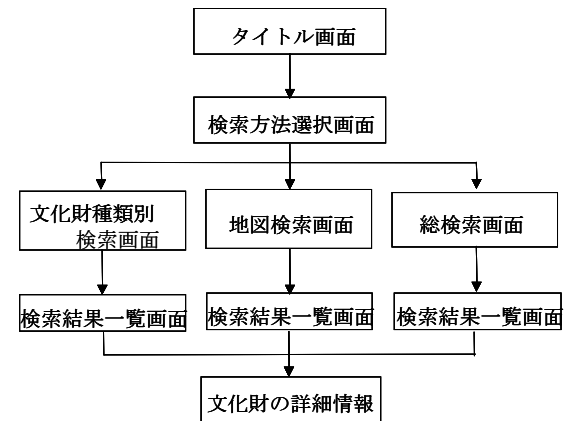 タイトル画面
検索方法選択画面
文化財種類別
検索画面
地図検索画面
総検索画面
検索結果一覧画面
検索結果一覧画面
検索結果一覧画面
文化財の詳細情報